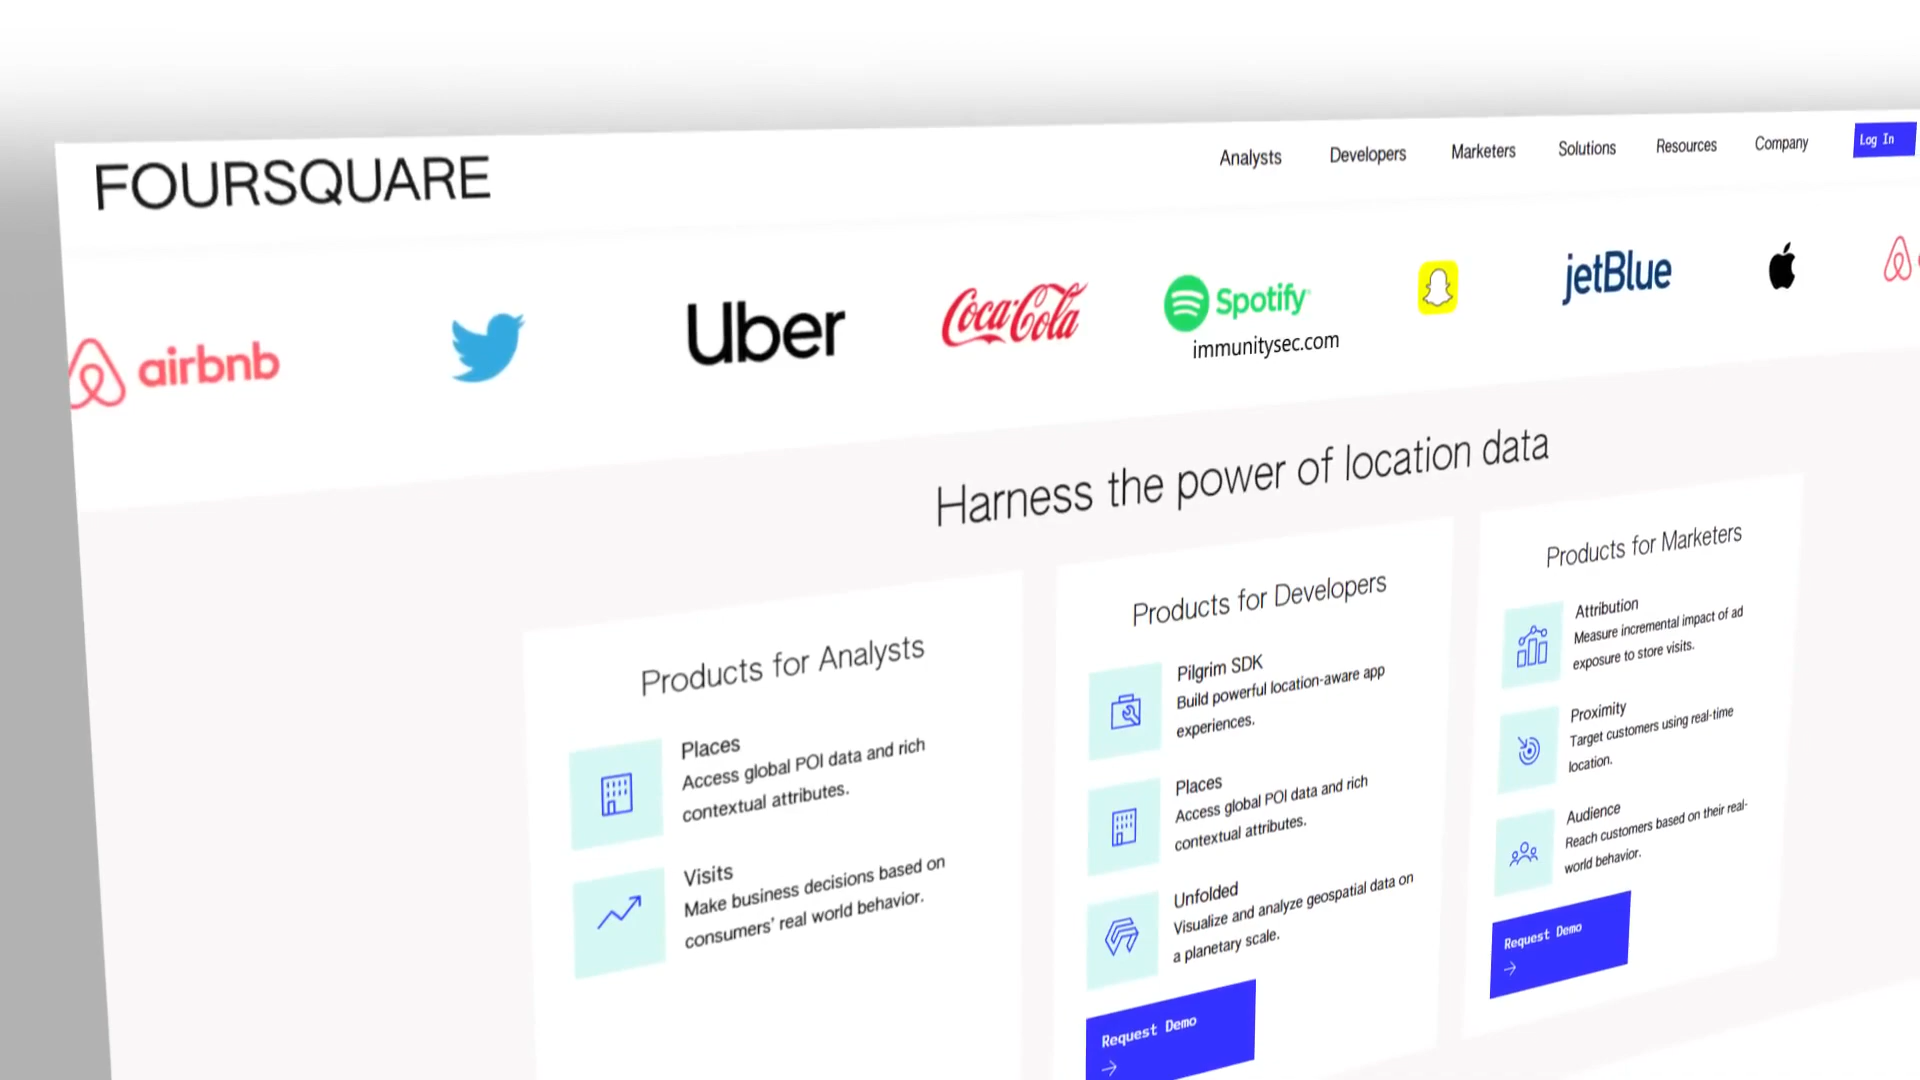 FOURSQUARE
Analysts
Developers
Marketers
Solutions
Resources
Company
Log In
airbnb
Uber
Coca-Cola
Spotify
immunitysec.com
jetBlue
Harness the power of location data
Products for Analysts
Places
Access global POI data and rich
contextual attributes.
Visits
Make business decisions based on
consumers' real world behavior.
Products for Developers
Pilgrim SDK
Build powerful location-aware app
experiences.
Places
Access global POI data and rich
contextual attributes.
Unfolded
Visualize and analyze geospatial data on
a planetary scale.
Request Demo
Products for Marketers
Attribution
Measure incremental impact of ad
exposure to store visits.
Proximity
Target customers using real-time
location.
Audience
Reach customers based on their real-
world behavior.
Request Demo